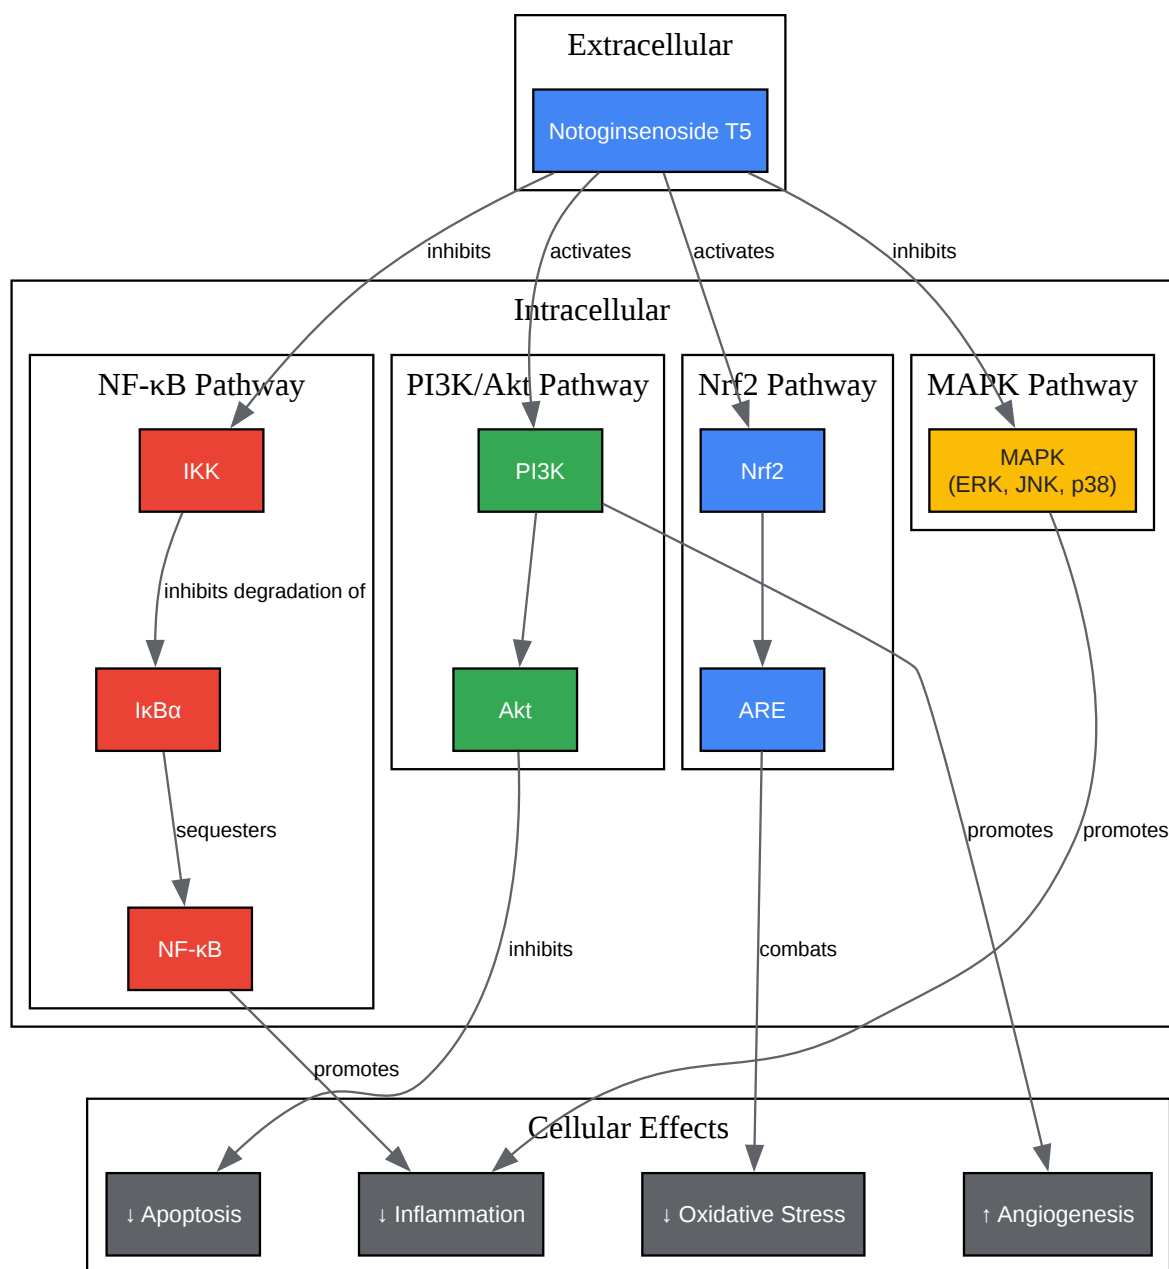 Extracellular
Notoginsenoside T5
inhibits
activates
activates
inhibits
Intracellular
NF-κB Pathway
PI3K/Akt Pathway
Nrf2 Pathway
MAPK Pathway
IKK
PI3K
Nrf2
MAPK
(ERK, JNK, p38)
inhibits degradation of
IκBα
Akt
ARE
sequesters
promotes
promotes
NF-κB
inhibits
combats
promotes
Cellular Effects
↓ Apoptosis
↓ Inflammation
↓ Oxidative Stress
↑ Angiogenesis